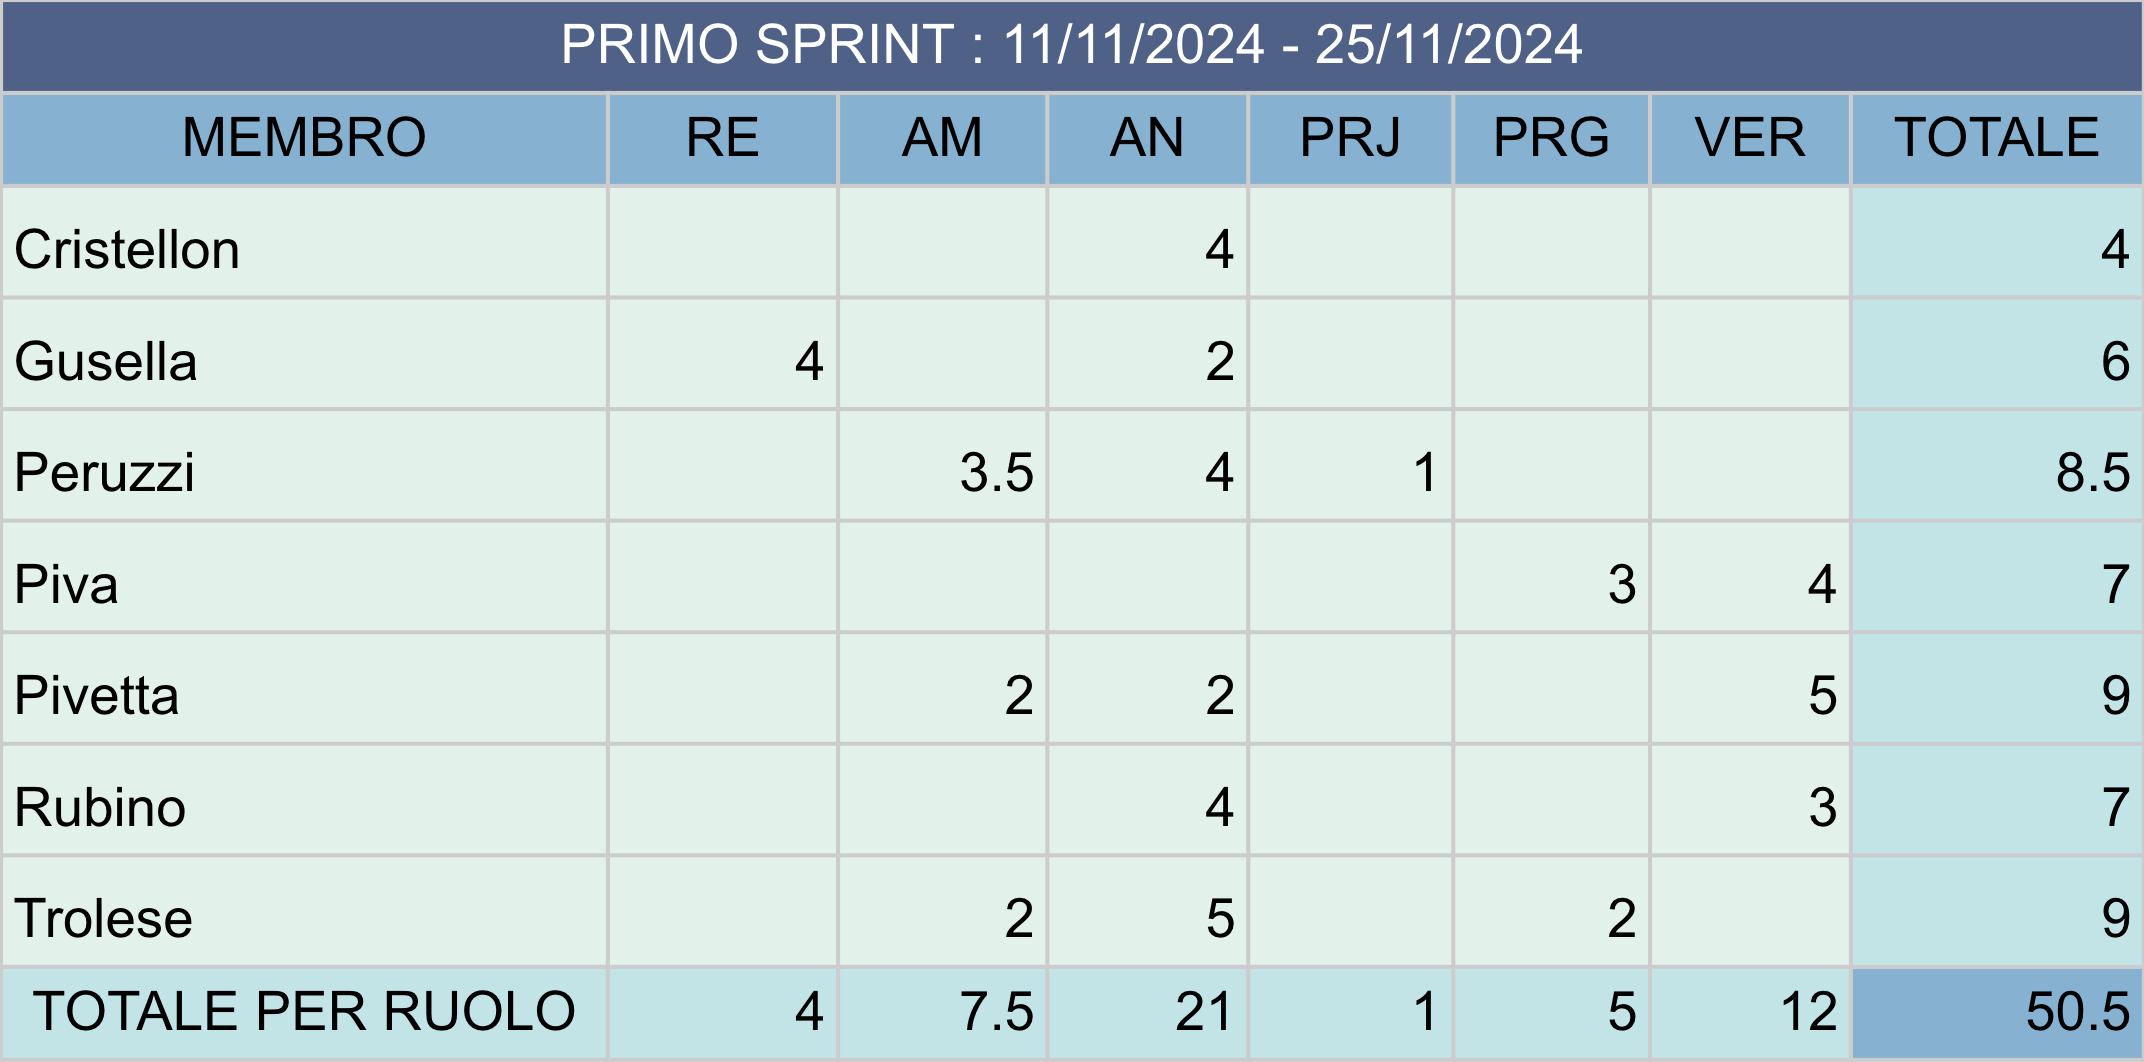 PRIMO SPRINT : 11/11/2024 - 25/11/2024
MEMBRO RE AM AN PRJ PRG VER TOTALE
Cristellon 4 4
Gusella 4 2 6
Peruzzi 3.5 4 1 8.5
Piva 3 4 7
Pivetta 2 2 5 9
Rubino 4 3 7
Trolese 2 5 2 9
TOTALE PER RUOLO 4 7.5 21 1 5 12 50.5